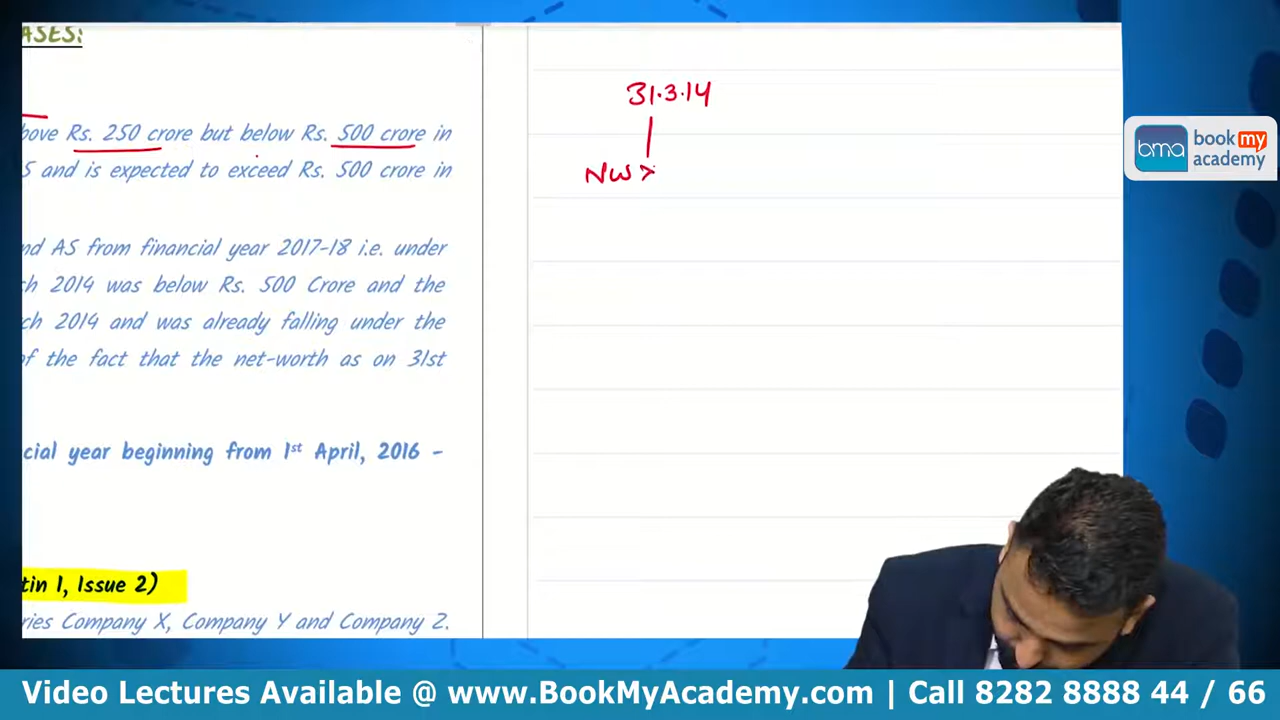 ASES:
bove Rs. 250 crore but below Rs. 500 crore in
5 and is expected to exceed Rs. 500 crore in
nd AS from financial year 2017-18 i.e. under
ch 2014 was below Rs. 500 Crore and the
rch 2014 and was already falling under the
of the fact that the net-worth as on 31st
cial year beginning from 1st April, 2016 -
tin 1, Issue 2)
ries Company X, Company Y and Company Z.
31.3.14
NW >
bma book my academy
Video Lectures Available @ www.BookMyAcademy.com | Call 8282 8888 44 / 66